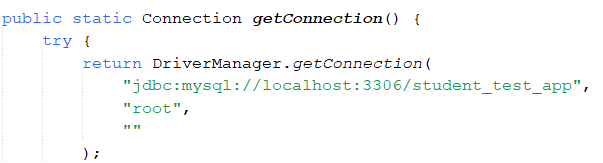 public static Connection getConnection() {
    try {
        return DriverManager.getConnection(
            "jdbc:mysql://localhost:3306/student_test_app",
            "root",
            ""
        );